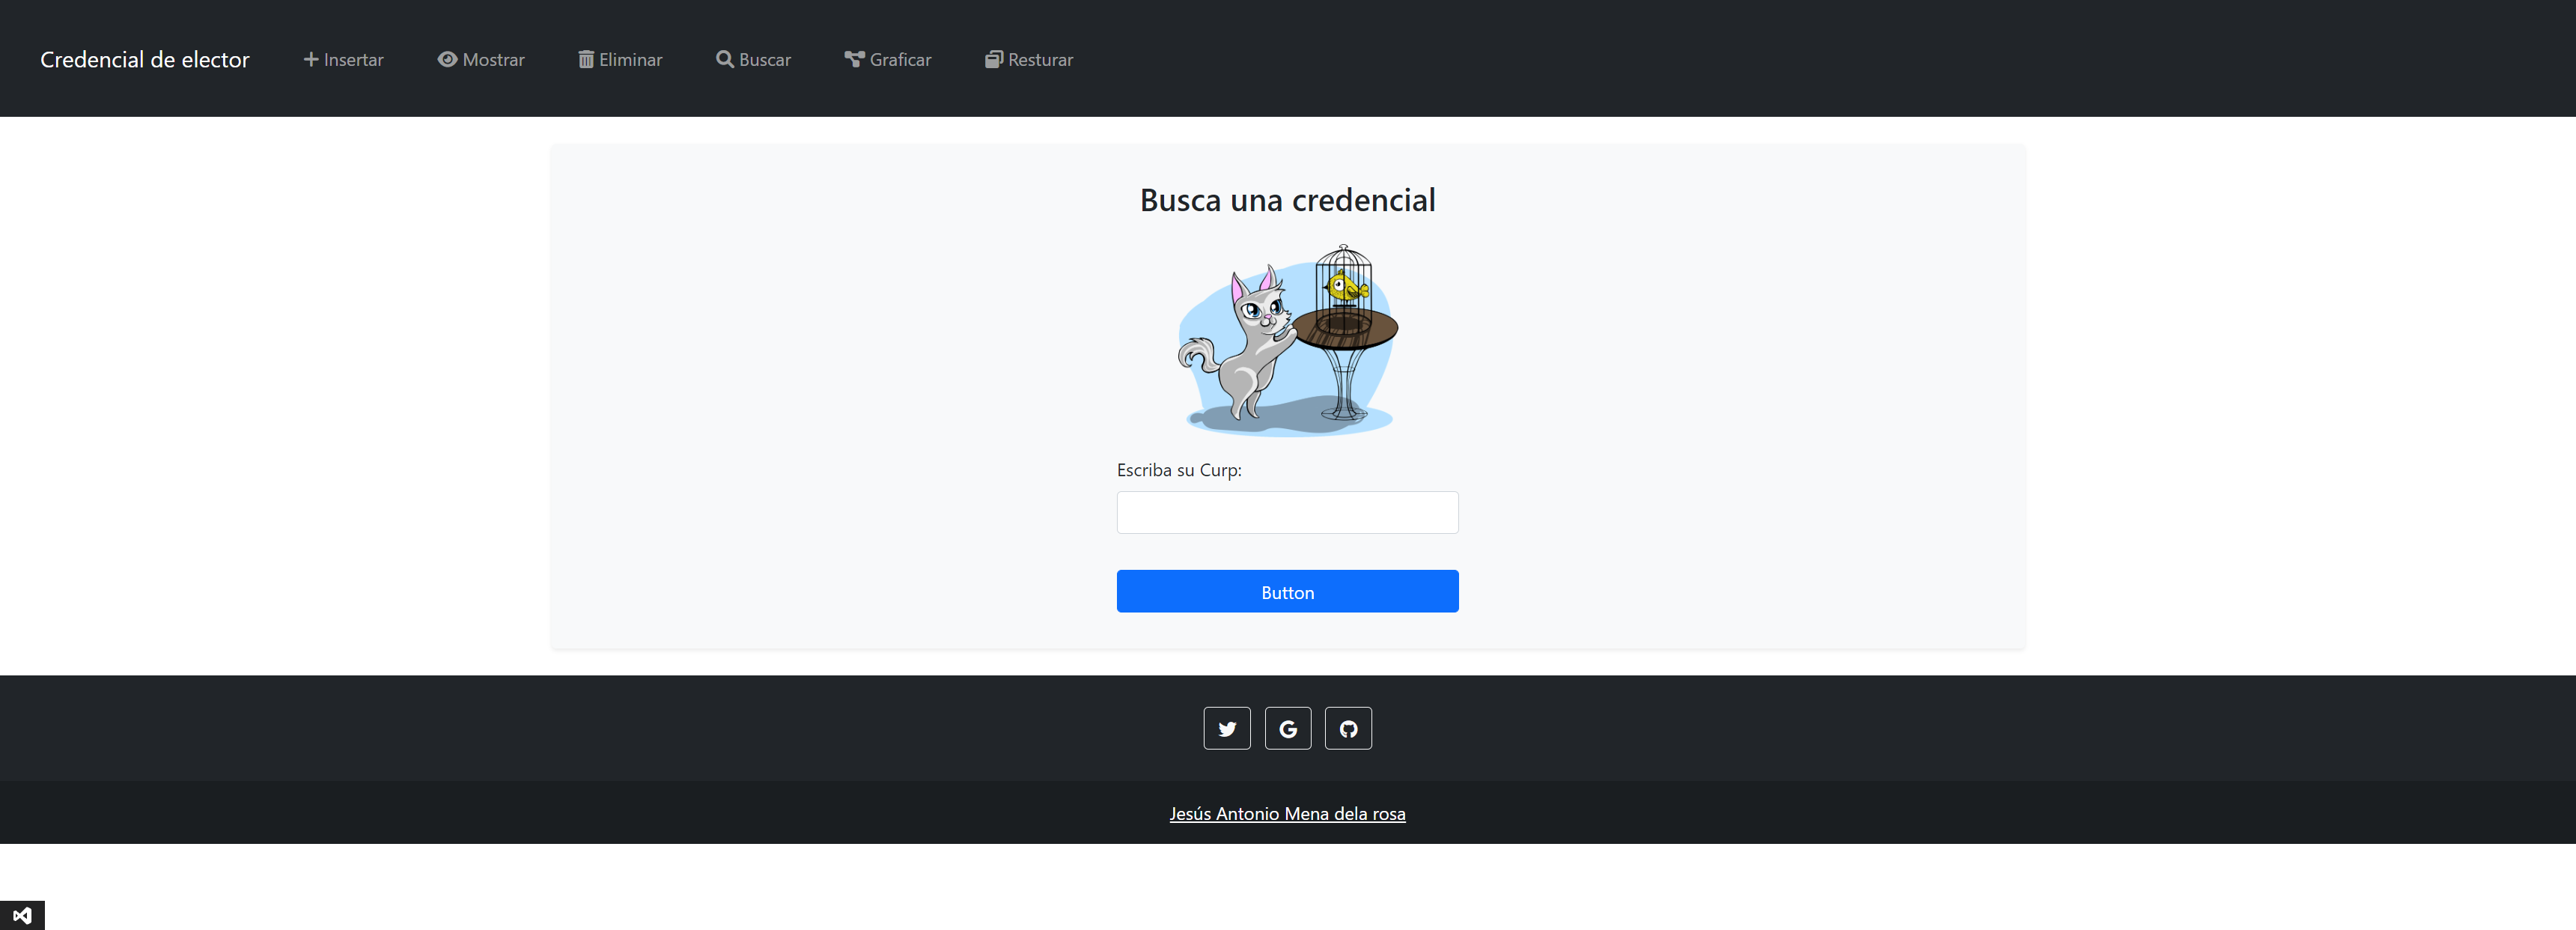 Credencial de elector Insertar Mostrar Eliminar Buscar Graficar Resturar
Busca una credencial
Escriba su Curp:
Button
Jesús Antonio Mena dela rosa